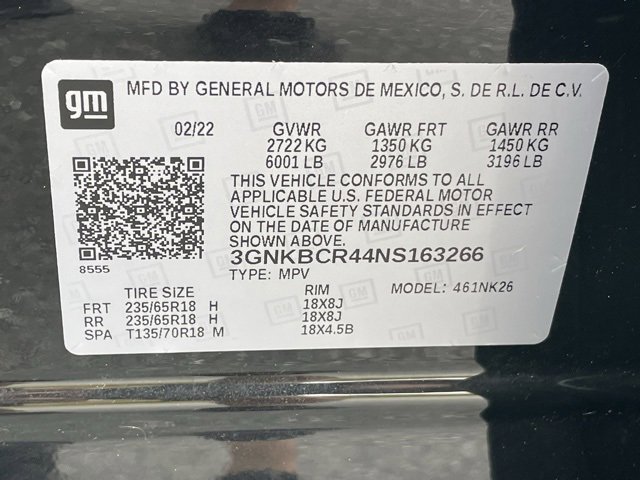 gm MFD BY GENERAL MOTORS DE MEXICO, S. DE R.L. DE C.V.
02/22 GVWR GAWR FRT GAWR RR
2722 KG 1350 KG 1450 KG
6001 LB 2976 LB 3196 LB
THIS VEHICLE CONFORMS TO ALL
APPLICABLE U.S. FEDERAL MOTOR
VEHICLE SAFETY STANDARDS IN EFFECT
ON THE DATE OF MANUFACTURE
SHOWN ABOVE.
8555 3GNKBCR44NS163266
TYPE: MPV MODEL: 461NK26
TIRE SIZE RIM
FRT 235/65R18 H 18X8J
RR 235/65R18 H 18X8J
SPA T135/70R18 M 18X4.5B